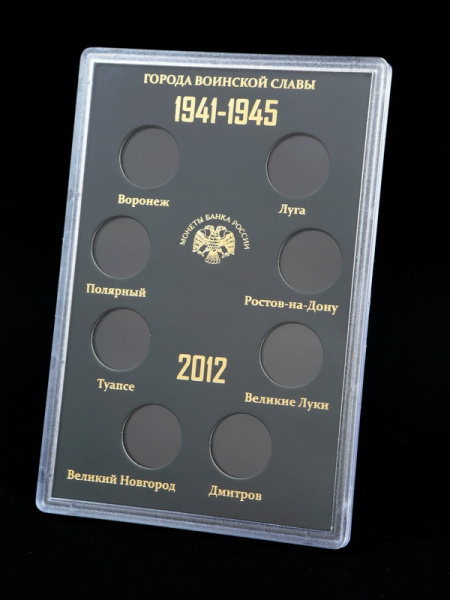 ГОРОДА ВОИНСКОЙ СЛАВЫ
1941-1945
Воронеж
Луга
МОНЕТЫ БАНКА РОССИИ
Полярный
Ростов-на-Дону
Туапсе
2012
Великие Луки
Великий Новгород
Дмитров